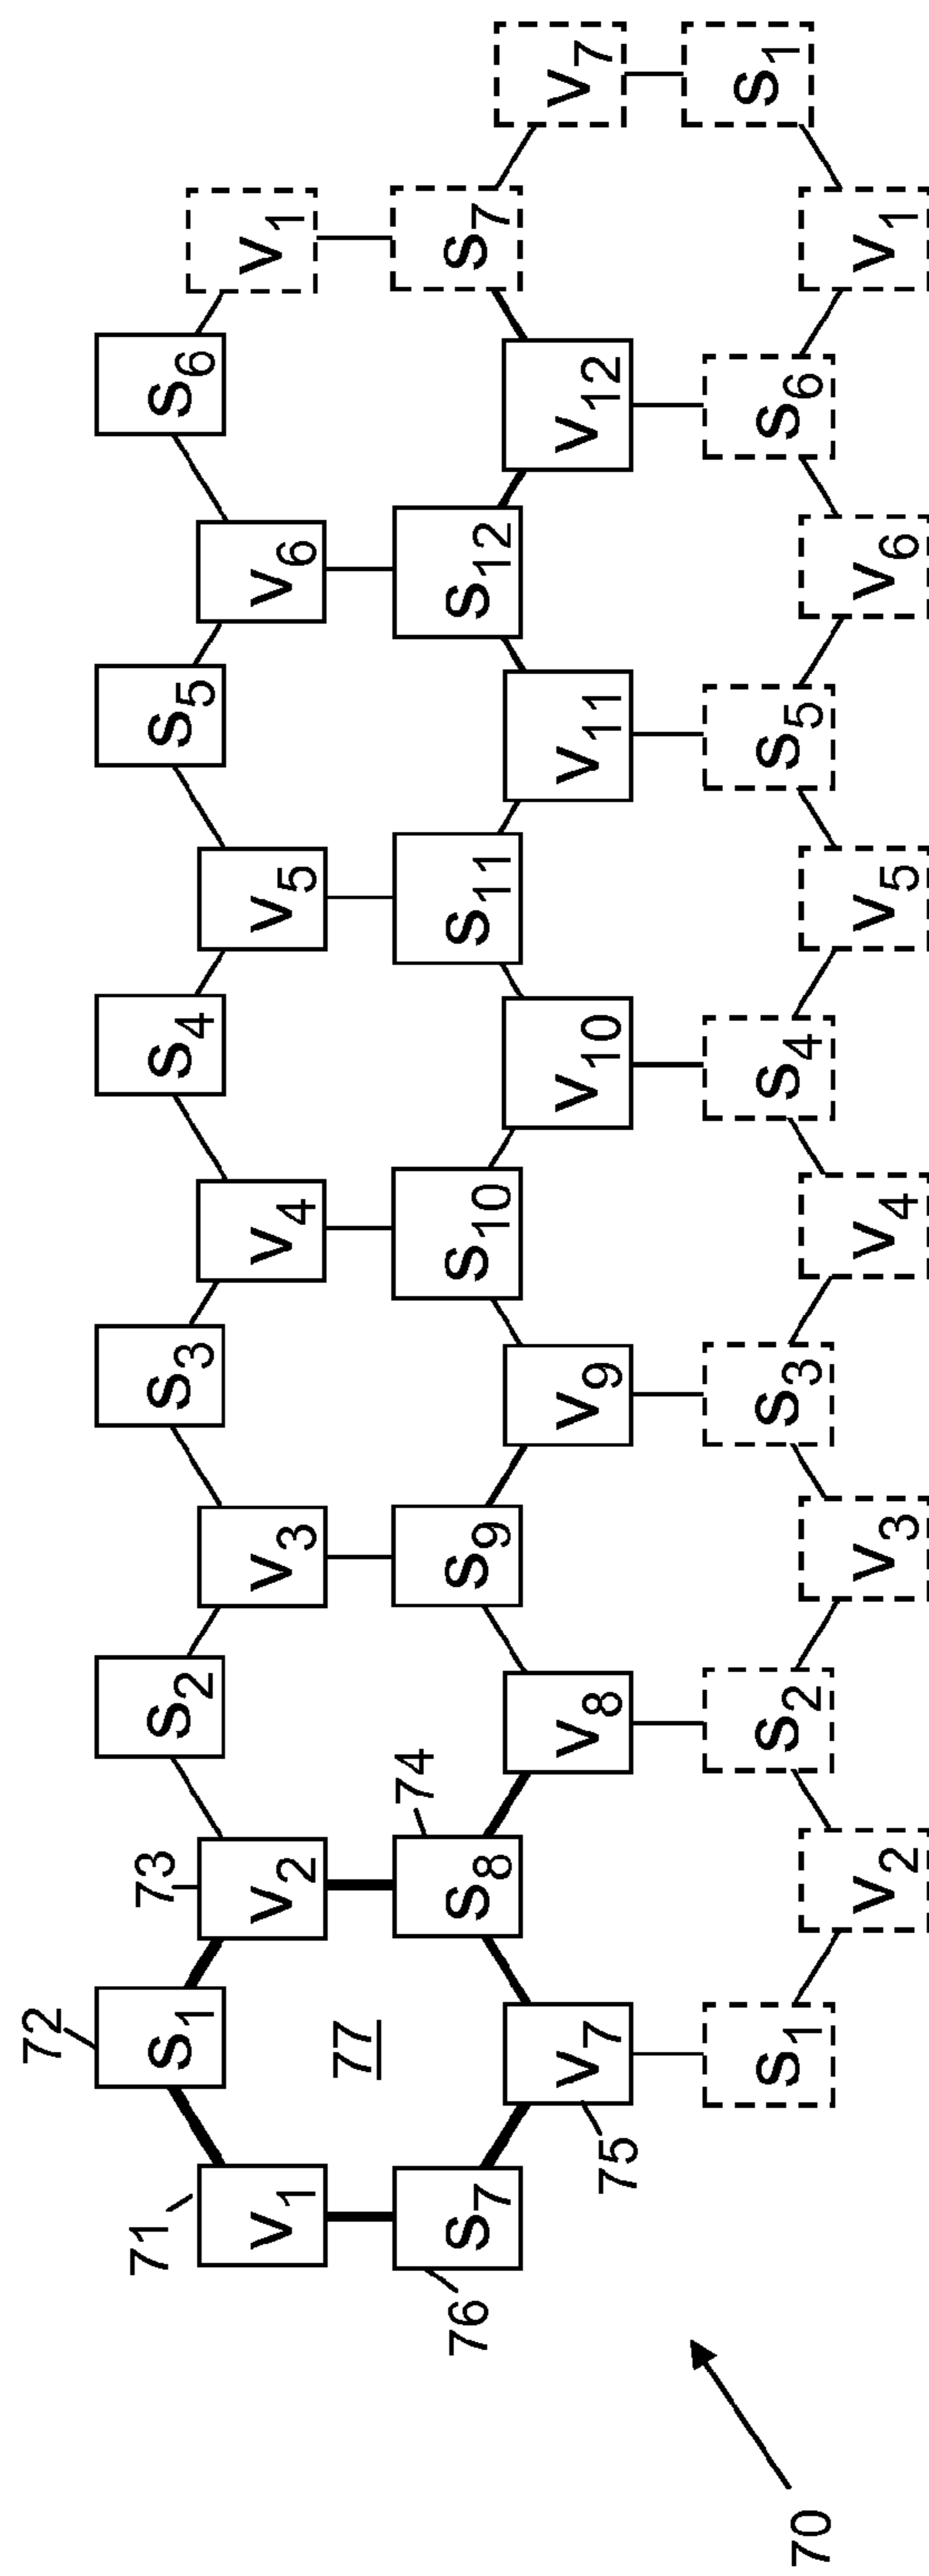 72
71 73
s1 s2 s3 s4 s5 s6
v1 v2 v3 v4 v5 v6 v1
77 74
76 s7 s8 s9 s10 s11 s12 s7
v7 v8 v9 v10 v11 v12 v7
75
s1 s2 s3 s4 s5 s6 s1
70
v2 v3 v4 v5 v6 v1